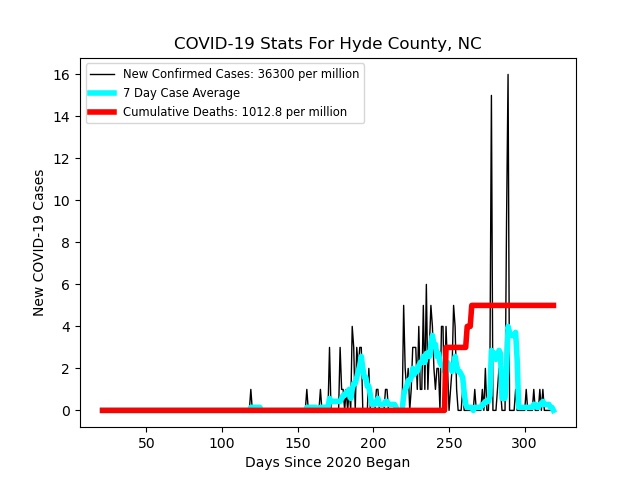 COVID-19 Stats For Hyde County, NC
New Confirmed Cases: 36300 per million
7 Day Case Average
Cumulative Deaths: 1012.8 per million
New COVID-19 Cases
16
14
12
10
8
6
4
2
0
50 100 150 200 250 300
Days Since 2020 Began